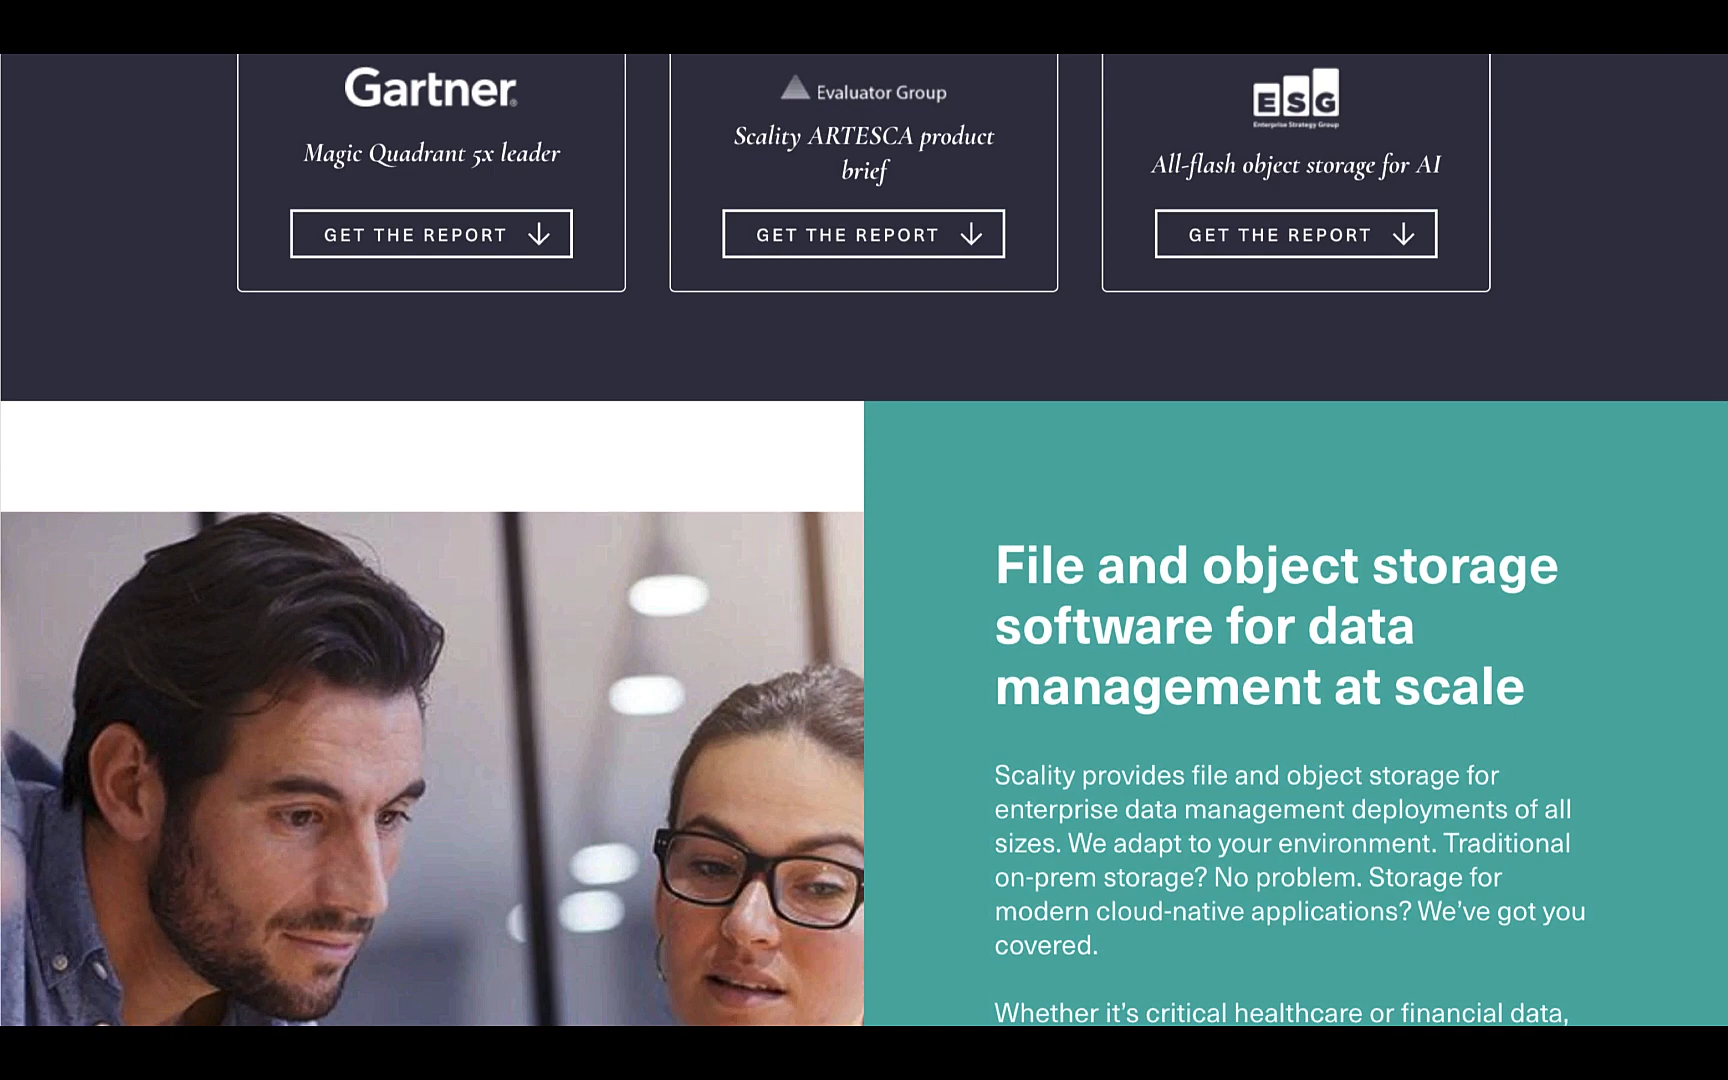 Gartner
Evaluator Group
ESG
Enterprise Strategy Group
Magic Quadrant 5x leader
Scality ARTESCA product
brief
All-flash object storage for AI
GET THE REPORT
GET THE REPORT
GET THE REPORT
File and object storage
software for data
management at scale
Scality provides file and object storage for
enterprise data management deployments of all
sizes. We adapt to your environment. Traditional
on-prem storage? No problem. Storage for
modern cloud-native applications? We’ve got you
covered.
Whether it’s critical healthcare or financial data,